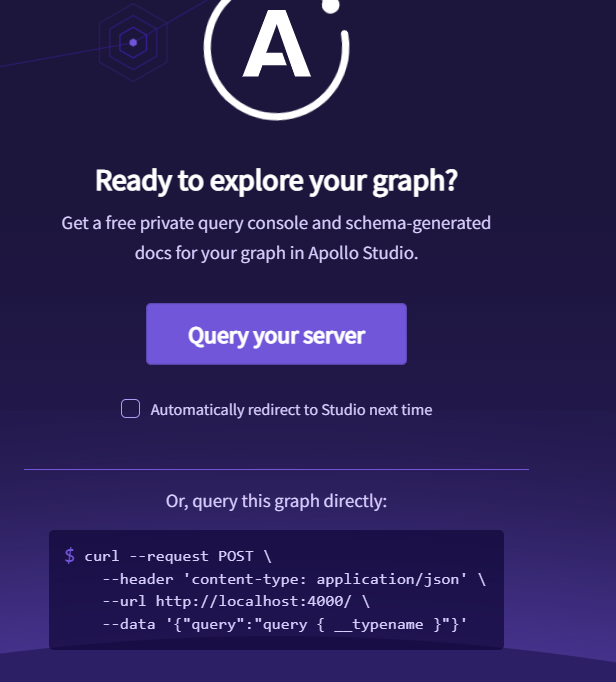 A
Ready to explore your graph?
Get a free private query console and schema-generated
docs for your graph in Apollo Studio.
Query your server
Automatically redirect to Studio next time
Or, query this graph directly:
$ curl --request POST \
--header 'content-type: application/json' \
--url http://localhost:4000/ \
--data '{"query":"query { __typename }"}'